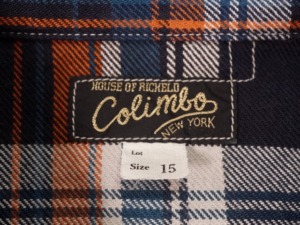 HOUSE OF RICHELO
Colimbo
NEW YORK
Lot
Size 15